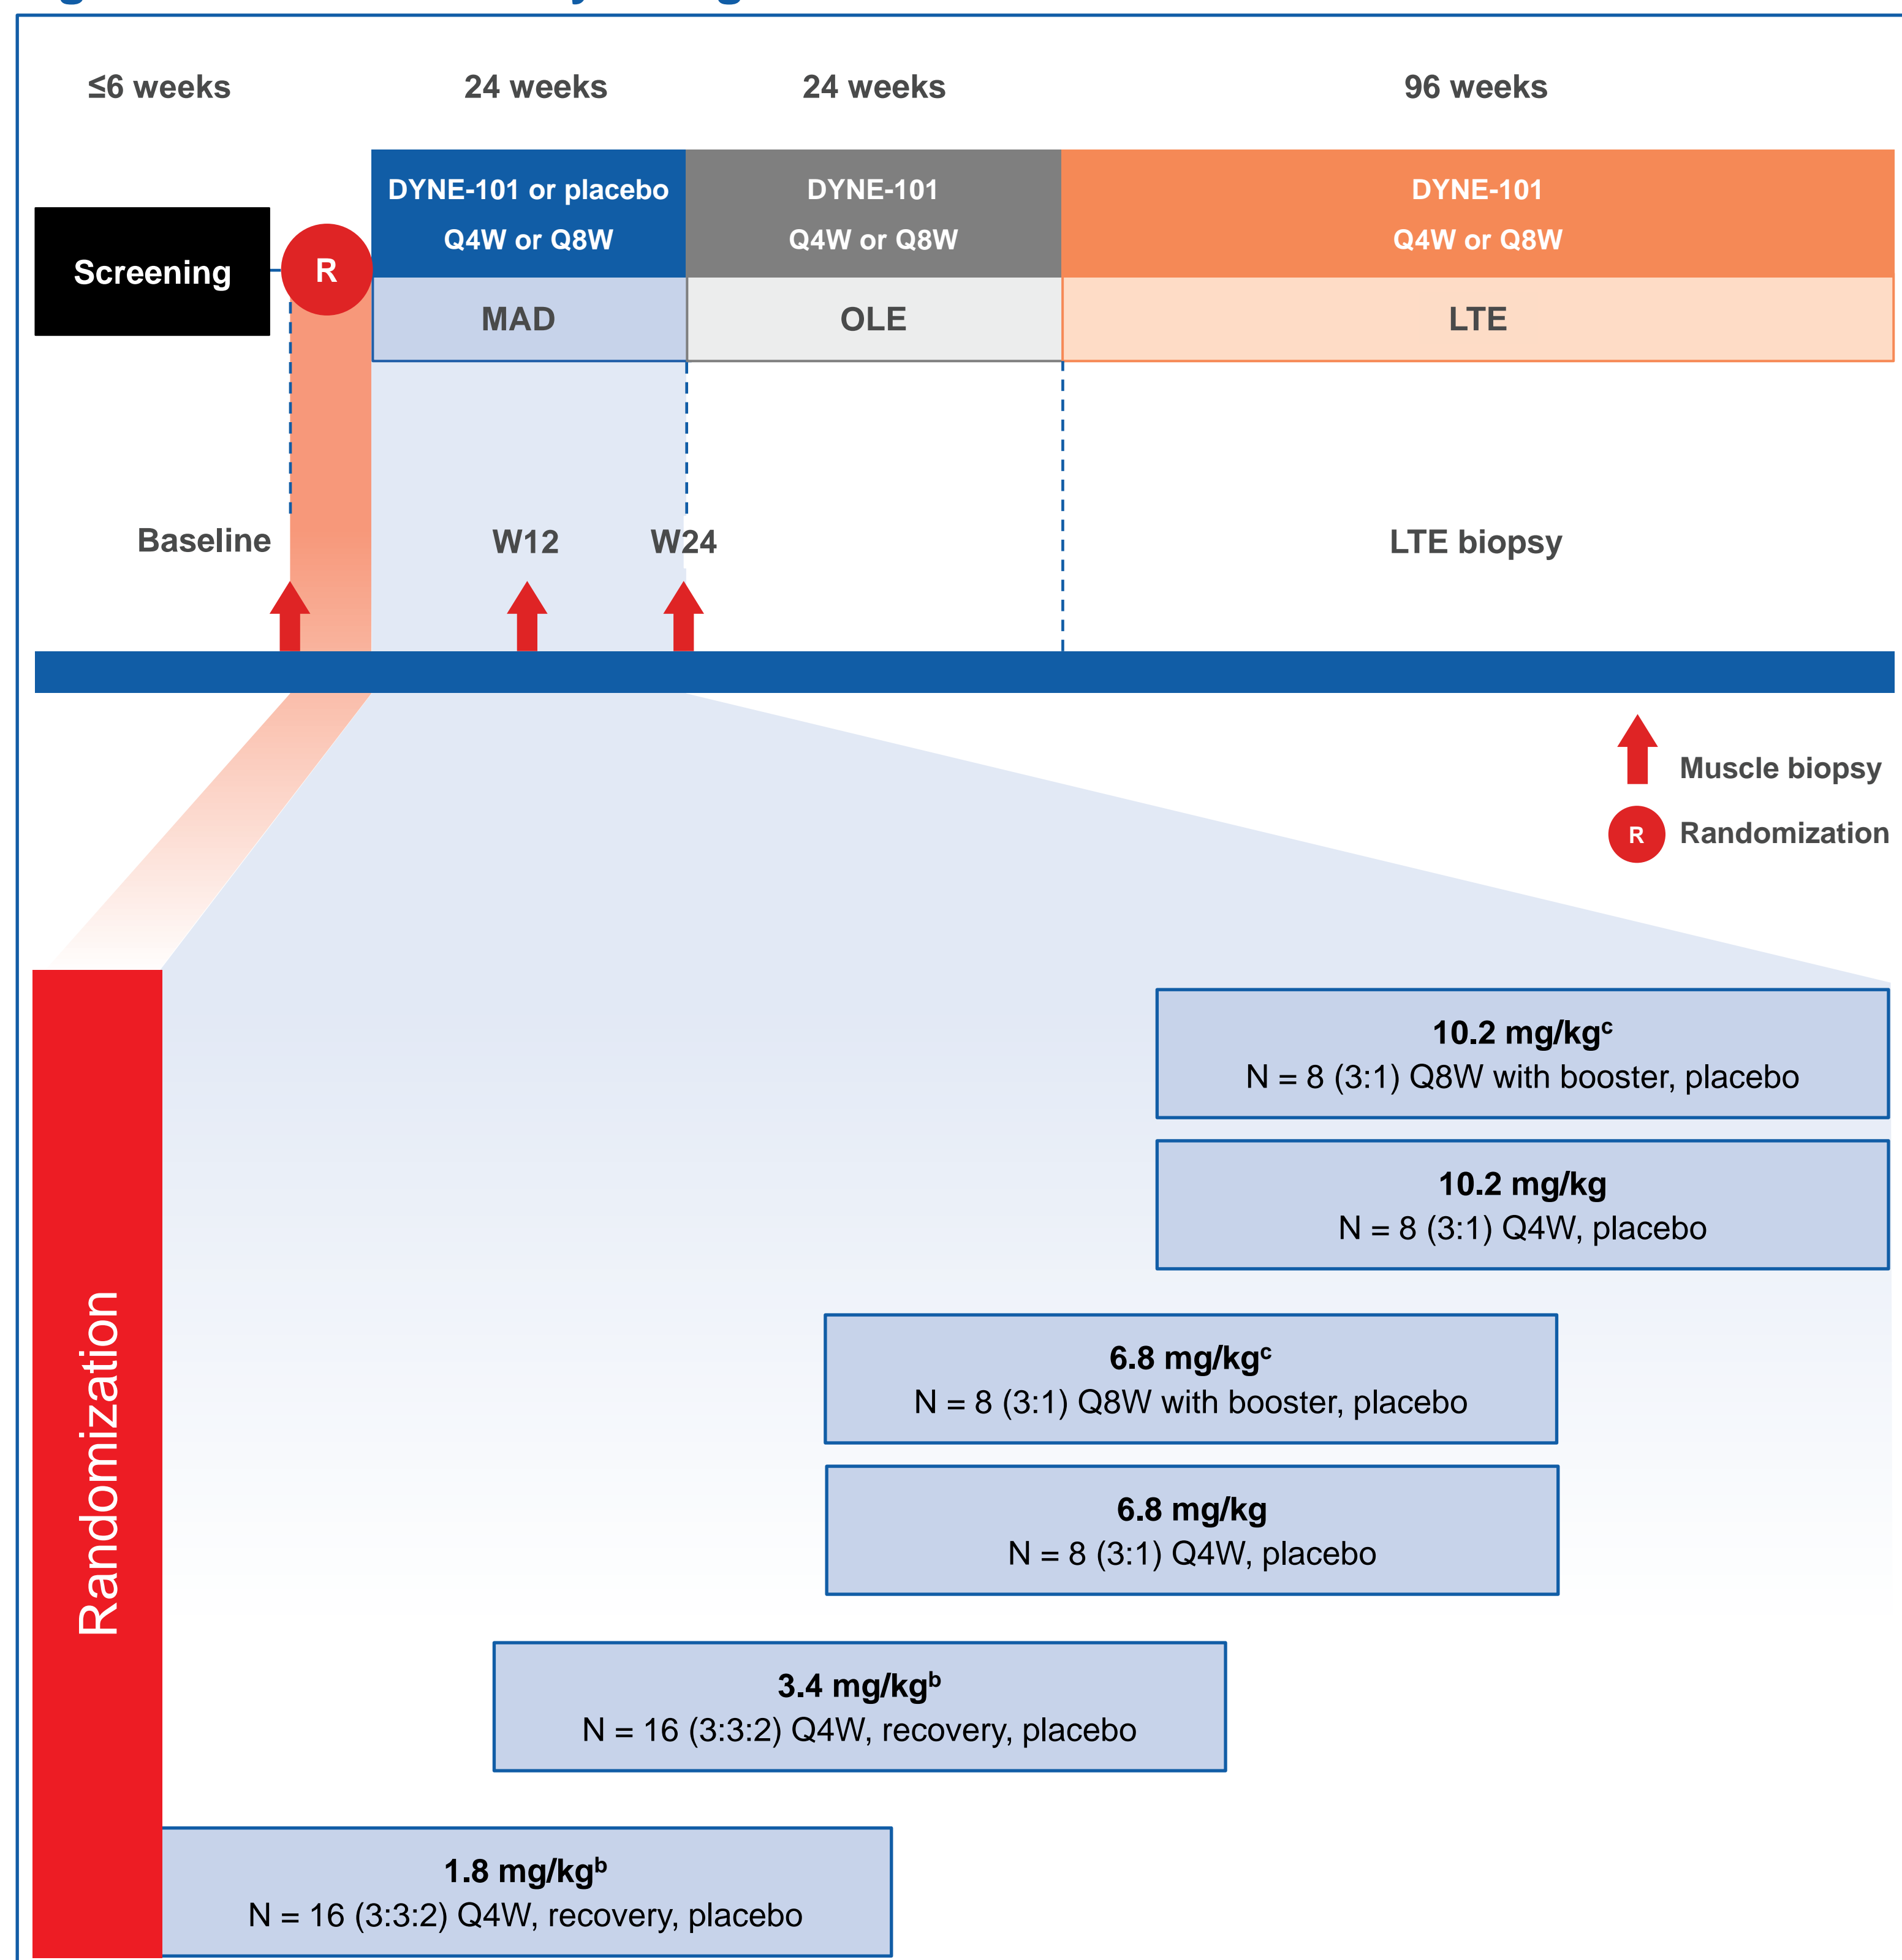 ≤6 weeks
24 weeks
24 weeks
96 weeks
DYNE-101 or placebo
Q4W or Q8W
DYNE-101
Q4W or Q8W
DYNE-101
Q4W or Q8W
Screening
R
MAD
OLE
LTE
Baseline
W12
W24
LTE biopsy
Muscle biopsy
R
Randomization
Randomization
10.2 mg/kgᶜ
N = 8 (3:1) Q8W with booster, placebo
10.2 mg/kg
N = 8 (3:1) Q4W, placebo
6.8 mg/kgᶜ
N = 8 (3:1) Q8W with booster, placebo
6.8 mg/kg
N = 8 (3:1) Q4W, placebo
3.4 mg/kgᵇ
N = 16 (3:3:2) Q4W, recovery, placebo
1.8 mg/kgᵇ
N = 16 (3:3:2) Q4W, recovery, placebo